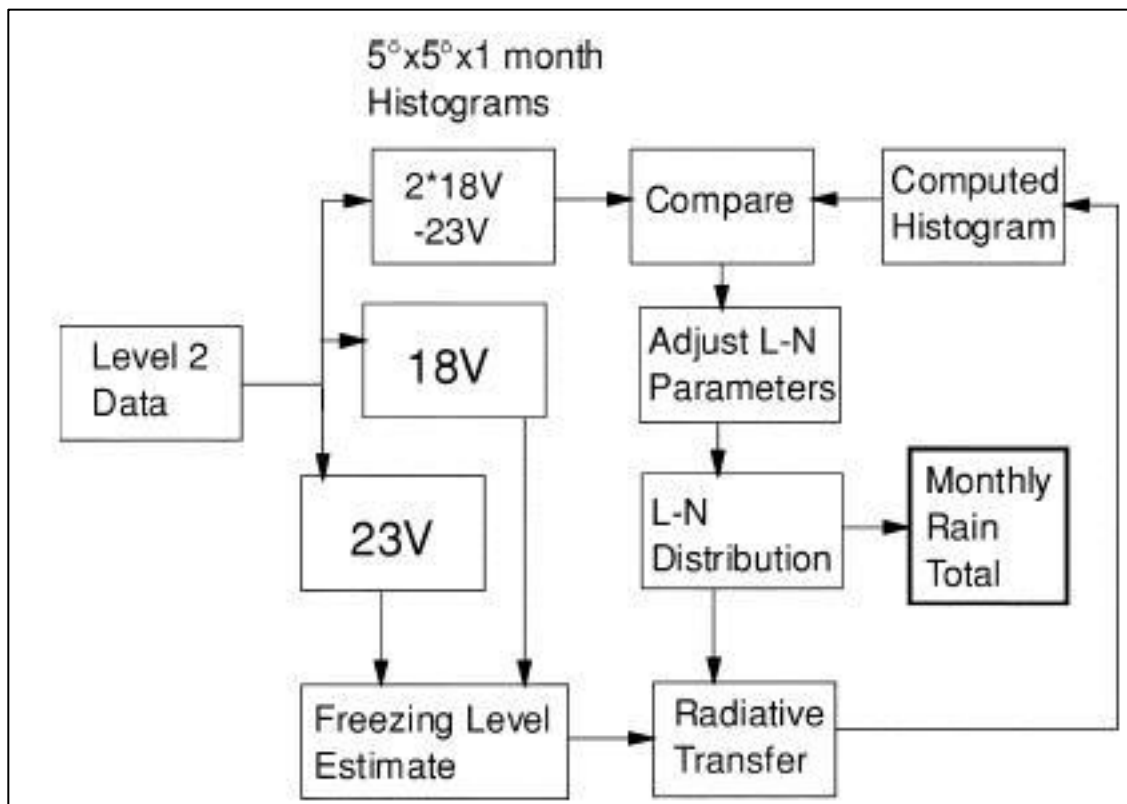 5°x5°x1 month
Histograms
2*18V
-23V
Compare
Computed
Histogram
Level 2
Data
18V
Adjust L-N
Parameters
23V
L-N
Distribution
Monthly
Rain
Total
Freezing Level
Estimate
Radiative
Transfer